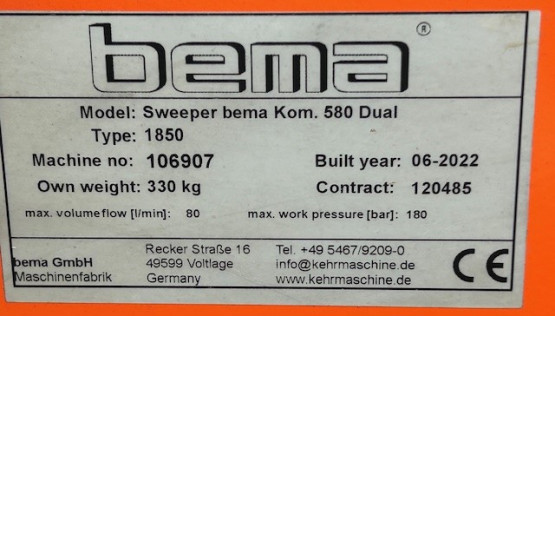 bema®
Model: Sweeper bema Kom. 580 Dual
Type: 1850
Machine no: 106907 Built year: 06-2022
Own weight: 330 kg Contract: 120485
max. volumeflow [l/min]: 80 max. work pressure [bar]: 180
bema GmbH
Maschinenfabrik
Recker Straße 16
49599 Voltlage
Germany
Tel. +49 5467/9209-0
info@kehrmaschine.de
www.kehrmaschine.de
CE